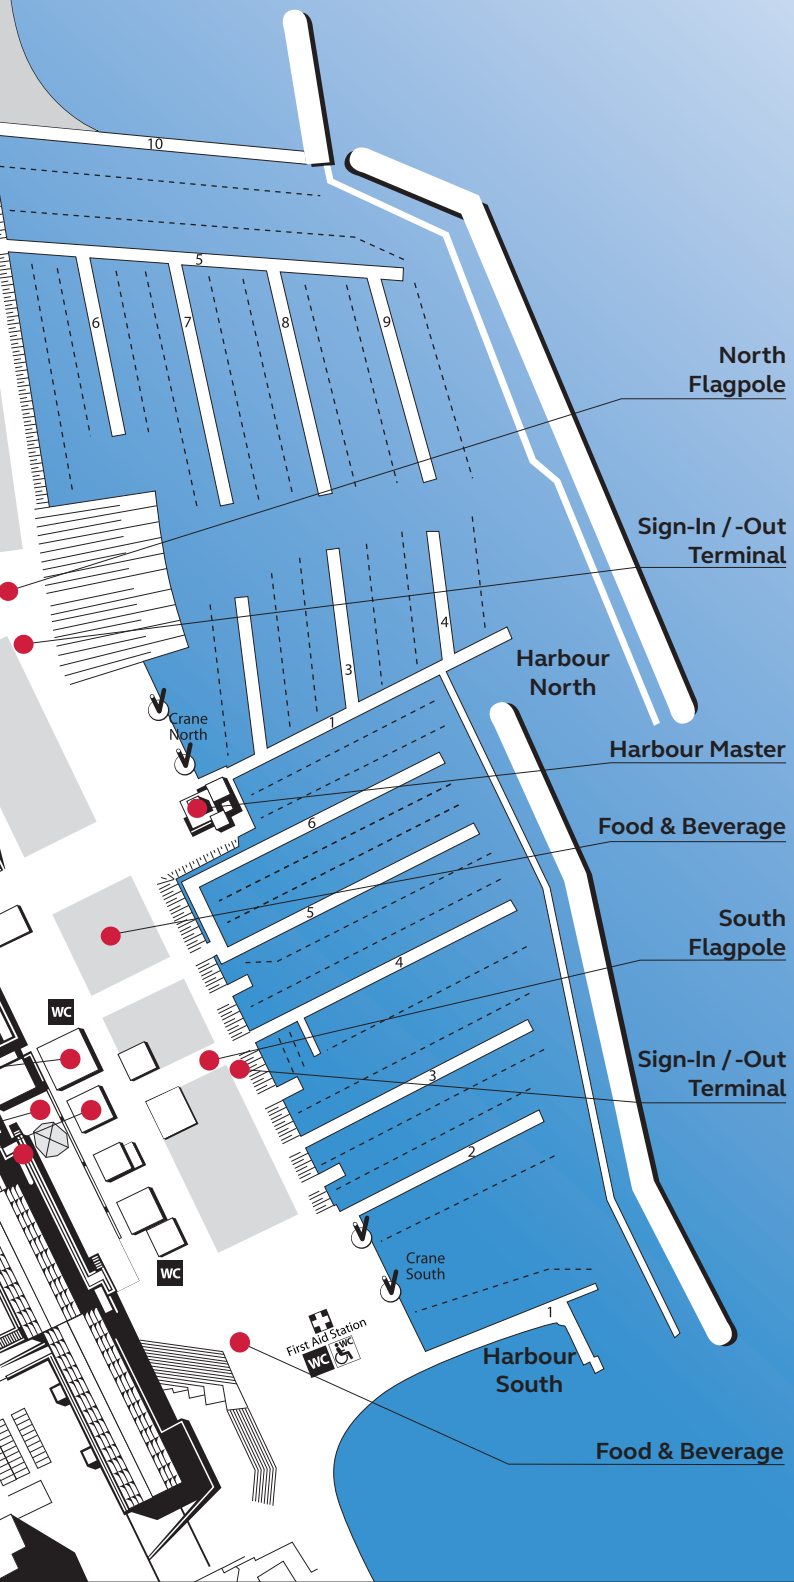 10
5
6
7
8
9
North
Flagpole
Sign-In / -Out
Terminal
4
3
1
Harbour
North
Crane
North
Harbour Master
6
Food & Beverage
5
South
Flagpole
4
WC
Sign-In / -Out
Terminal
3
2
Crane
South
WC
1
First Aid Station
WC
WC
Harbour
South
Food & Beverage